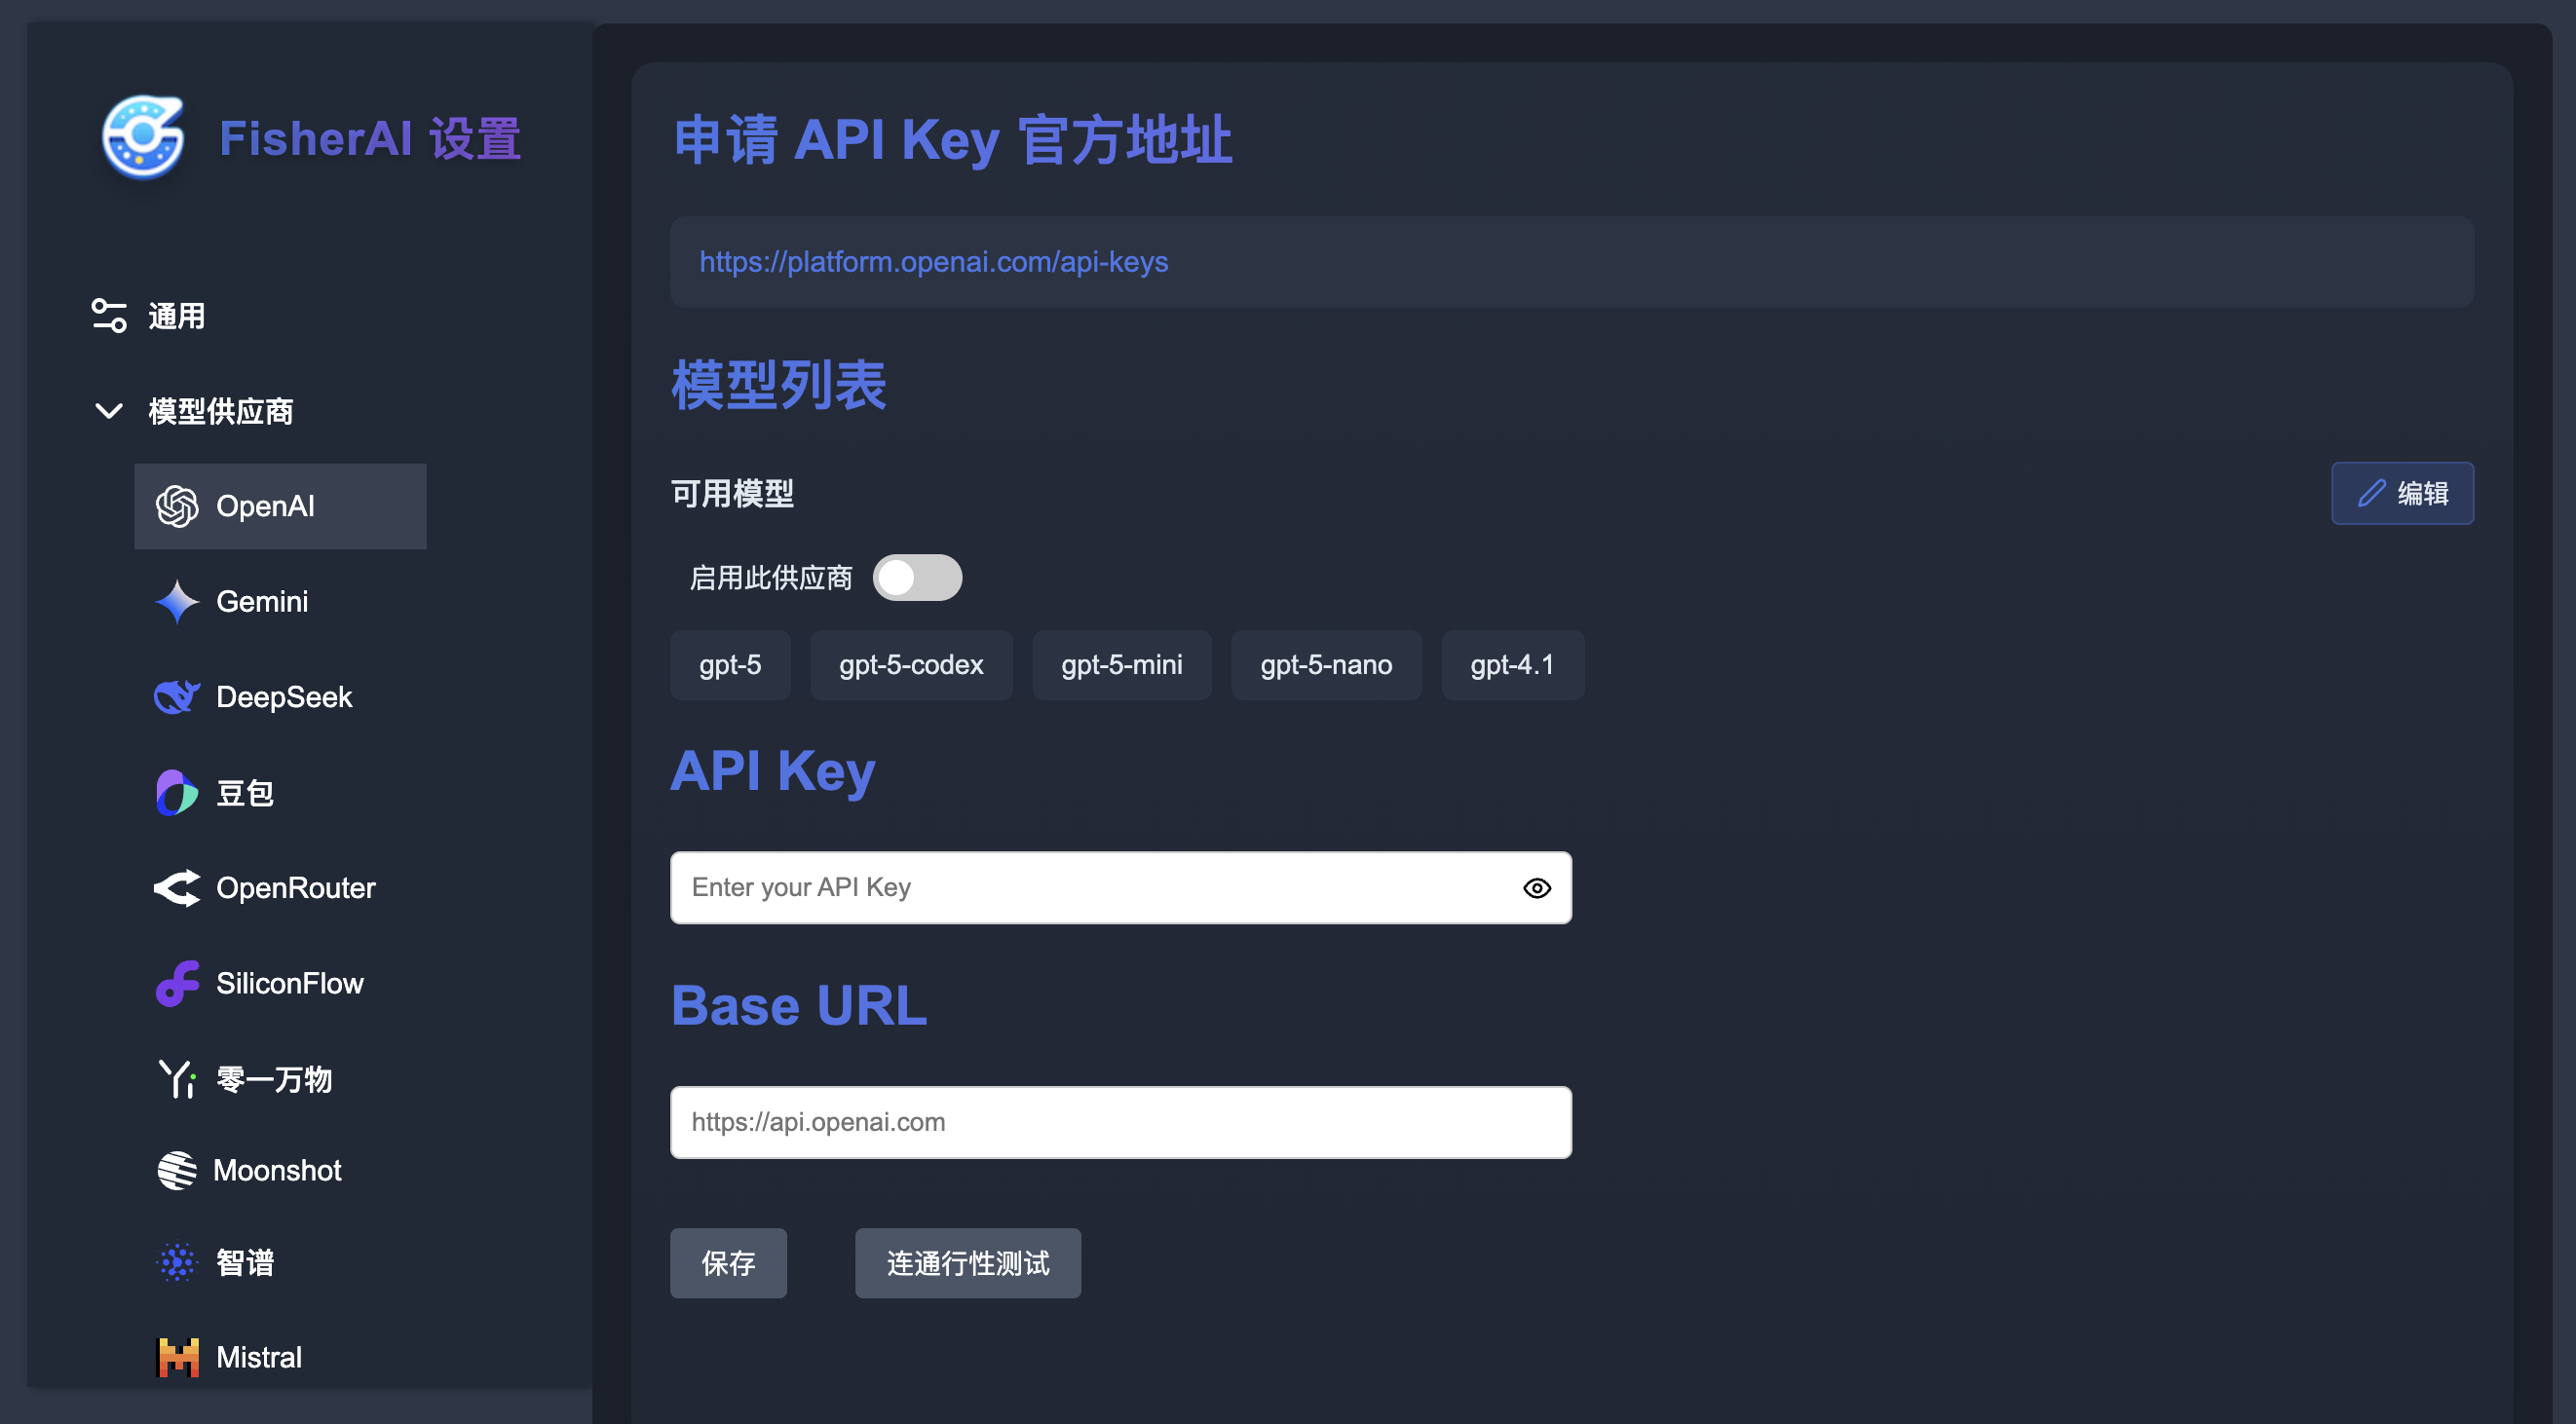 FisherAI 设置
通用
模型供应商
OpenAI
Gemini
DeepSeek
豆包
OpenRouter
SiliconFlow
零一万物
Moonshot
智谱
Mistral
申请 API Key 官方地址
https://platform.openai.com/api-keys
模型列表
可用模型
编辑
启用此供应商
gpt-5 gpt-5-codex gpt-5-mini gpt-5-nano gpt-4.1
API Key
Enter your API Key
Base URL
https://api.openai.com
保存 连通行性测试